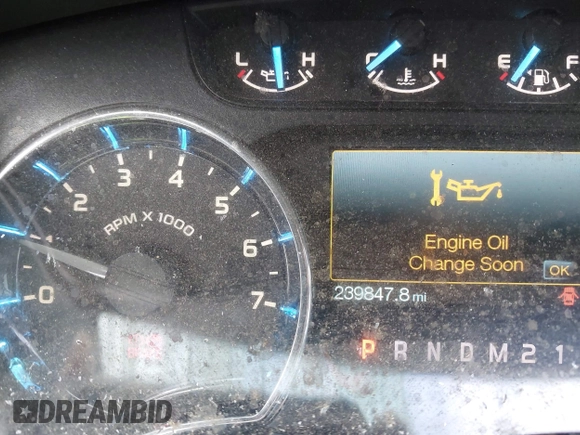 L H
C H
E F
0 1 2 3 4 5 6 7
RPM X 1000
Engine Oil
Change Soon
OK
239847.8 mi
P R N D M 2 1
DREAMBID